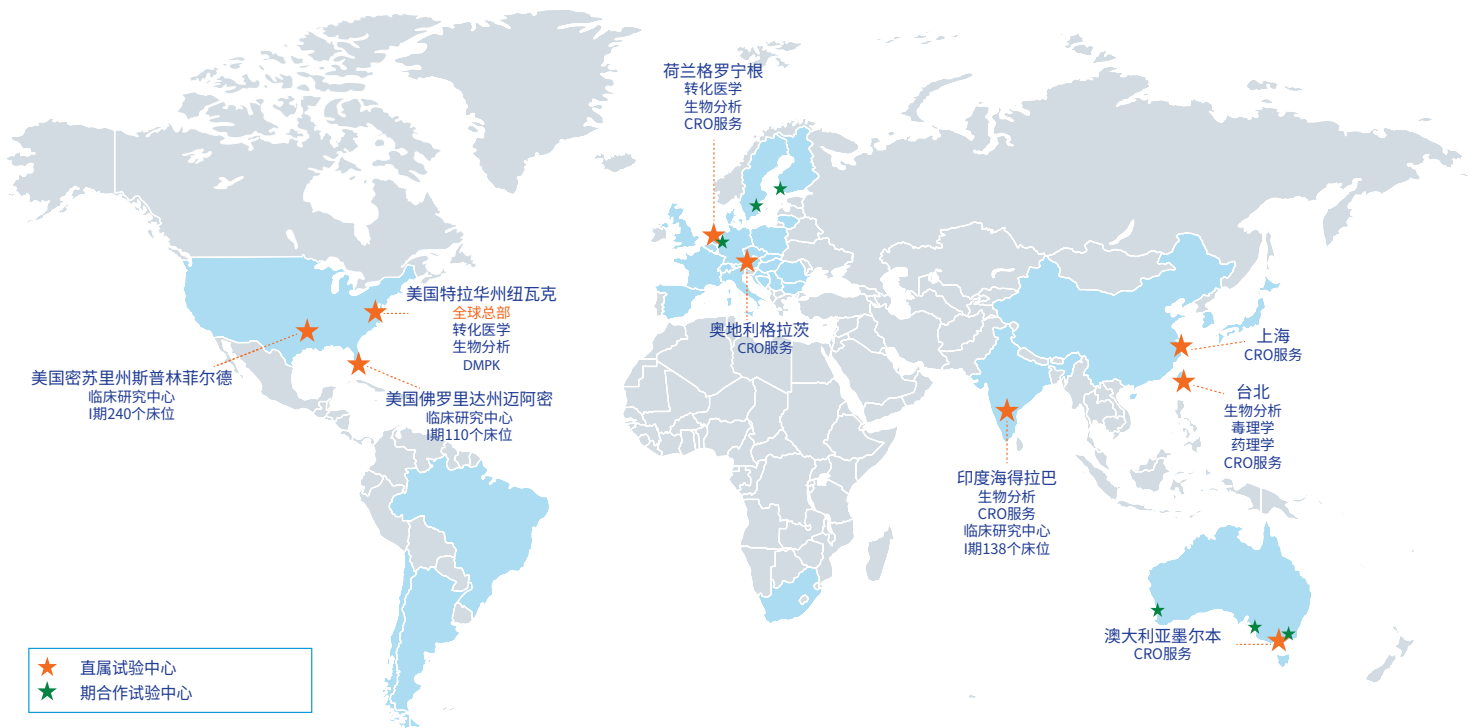 荷兰格罗宁根
转化医学
生物分析
CRO服务
美国特拉华州纽瓦克
全球总部
转化医学
生物分析
DMPK
美国密苏里州斯普林菲尔德
临床研究中心
I期240个床位
美国佛罗里达州迈阿密
临床研究中心
I期110个床位
奥地利格拉茨
CRO服务
上海
CRO服务
台北
生物分析
毒理学
药理学
CRO服务
印度海得拉巴
生物分析
CRO服务
临床研究中心
I期138个床位
澳大利亚墨尔本
CRO服务
直属试验中心
期合作试验中心